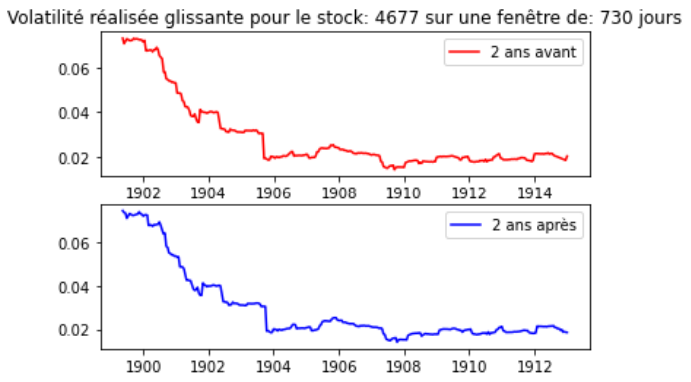 Volatilité réalisée glissante pour le stock: 4677 sur une fenêtre de: 730 jours
2 ans avant
0.06
0.04
0.02
1902 1904 1906 1908 1910 1912 1914
2 ans après
0.06
0.04
0.02
1900 1902 1904 1906 1908 1910 1912